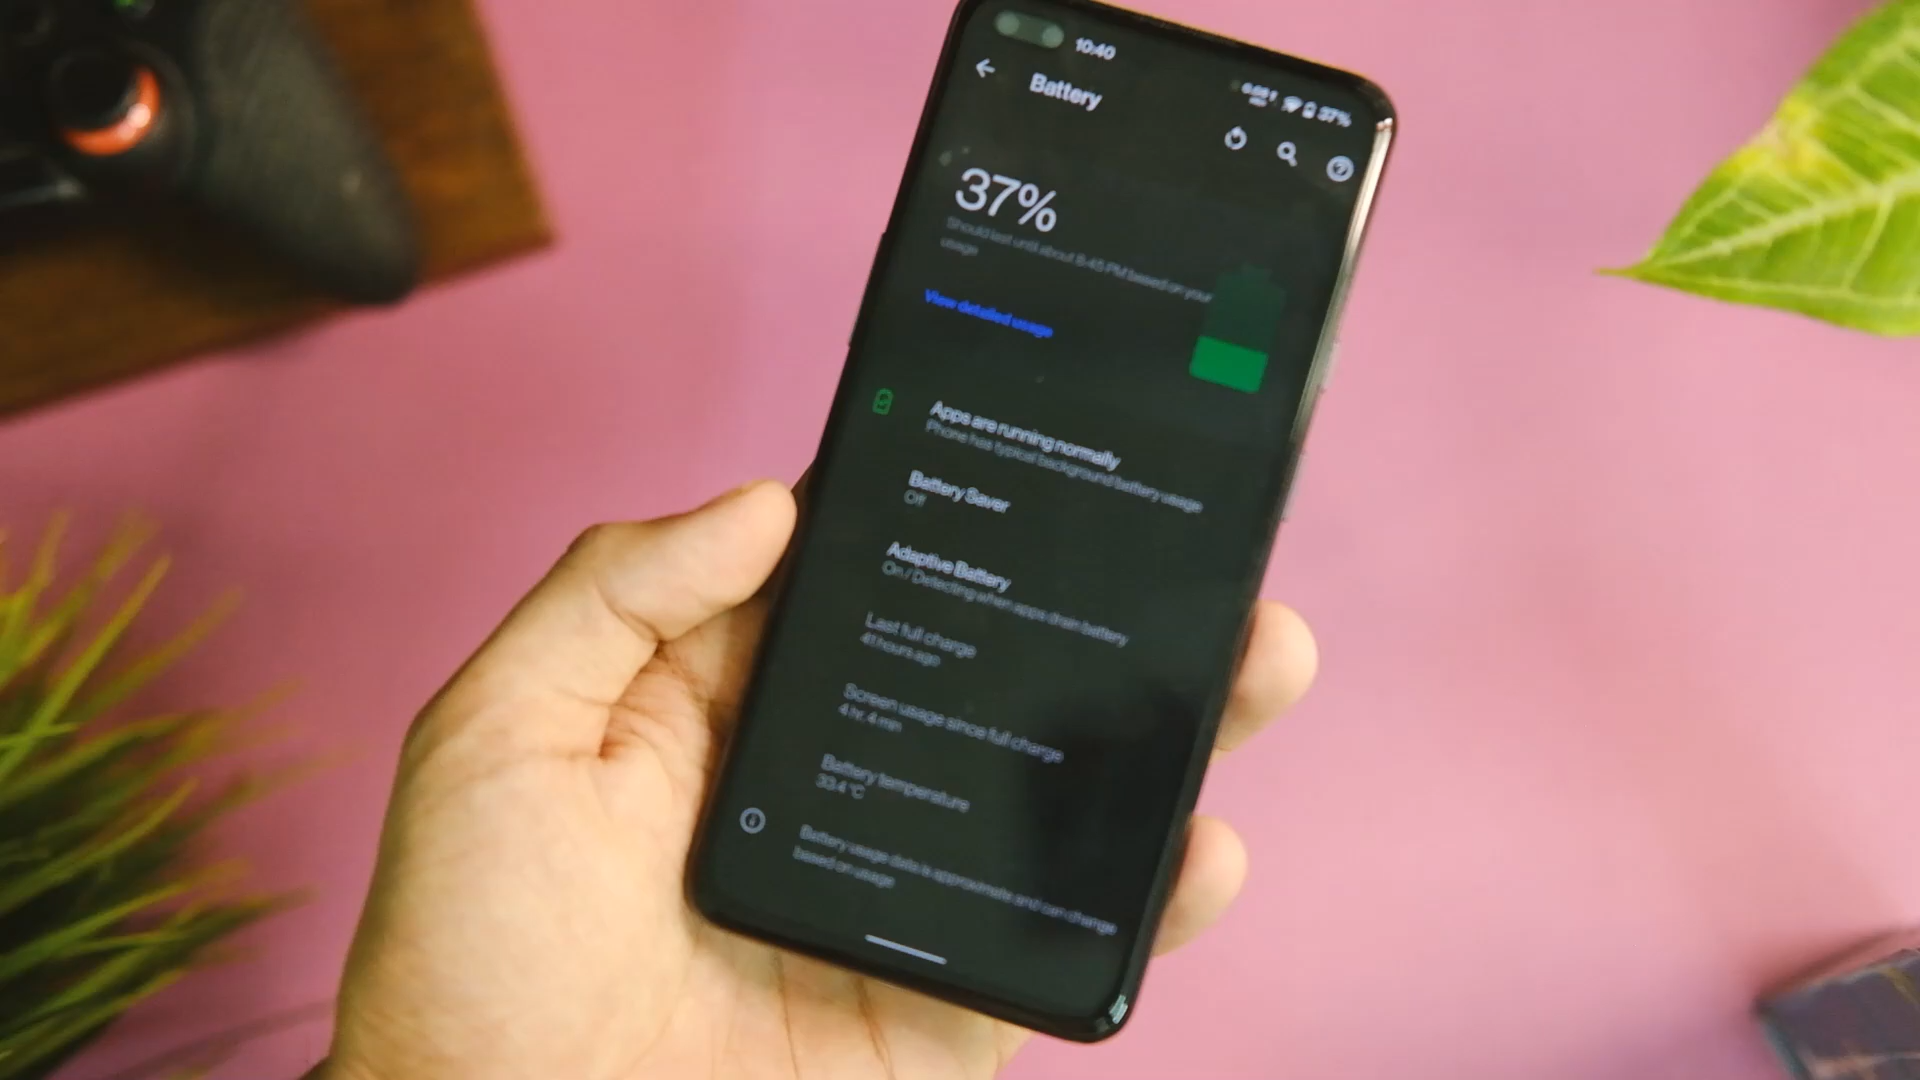 10:40
37%
Battery
37%
Should last until about 8:45 PM based on your
usage
View detailed usage
Apps are running normally
Phone has typical background battery usage
Battery Saver
Off
Adaptive Battery
On / Detecting when apps drain battery
Last full charge
41 hours ago
Screen usage since full charge
4 hr, 4 min
Battery temperature
33.4 °C
Battery usage data is approximate and can change
based on usage